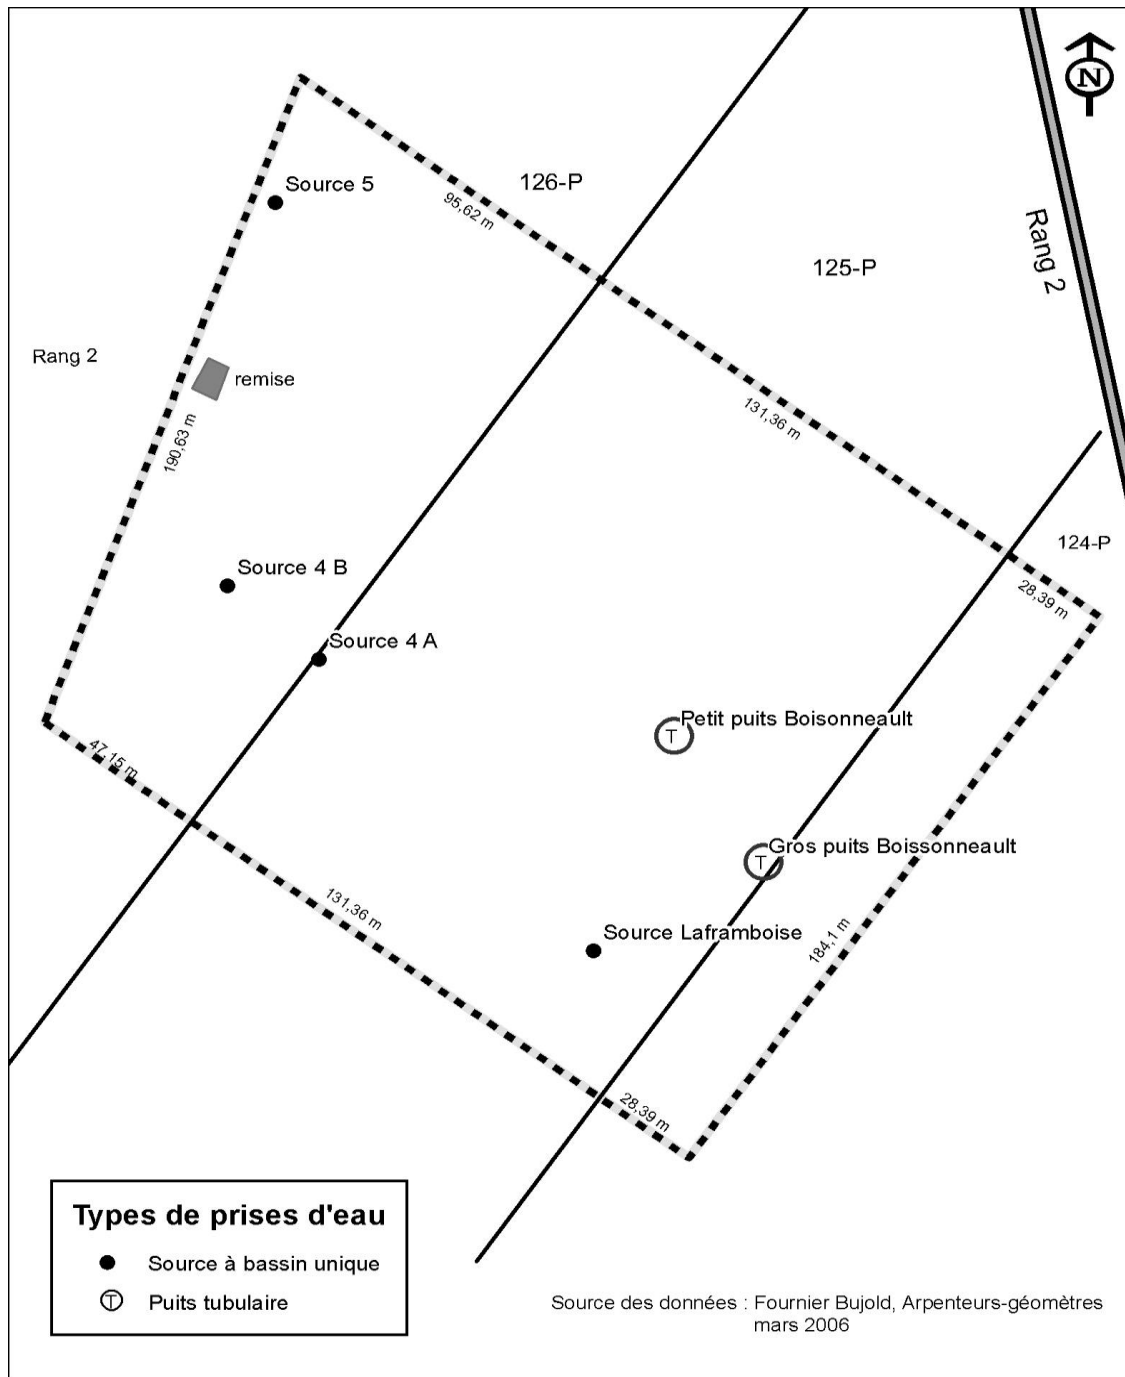 N
Source 5
126-P
95,62 m
125-P
Rang 2
Rang 2
remise
190,63 m
131,36 m
124-P
28,39 m
Source 4 B
Source 4 A
Petit puits Boisonneault
T
47,15 m
Gros puits Boissonneault
T
131,36 m
Source Laframboise
184,1 m
28,39 m
Types de prises d'eau
Source à bassin unique
T Puits tubulaire
Source des données : Fournier Bujold, Arpenteurs-géomètres
mars 2006